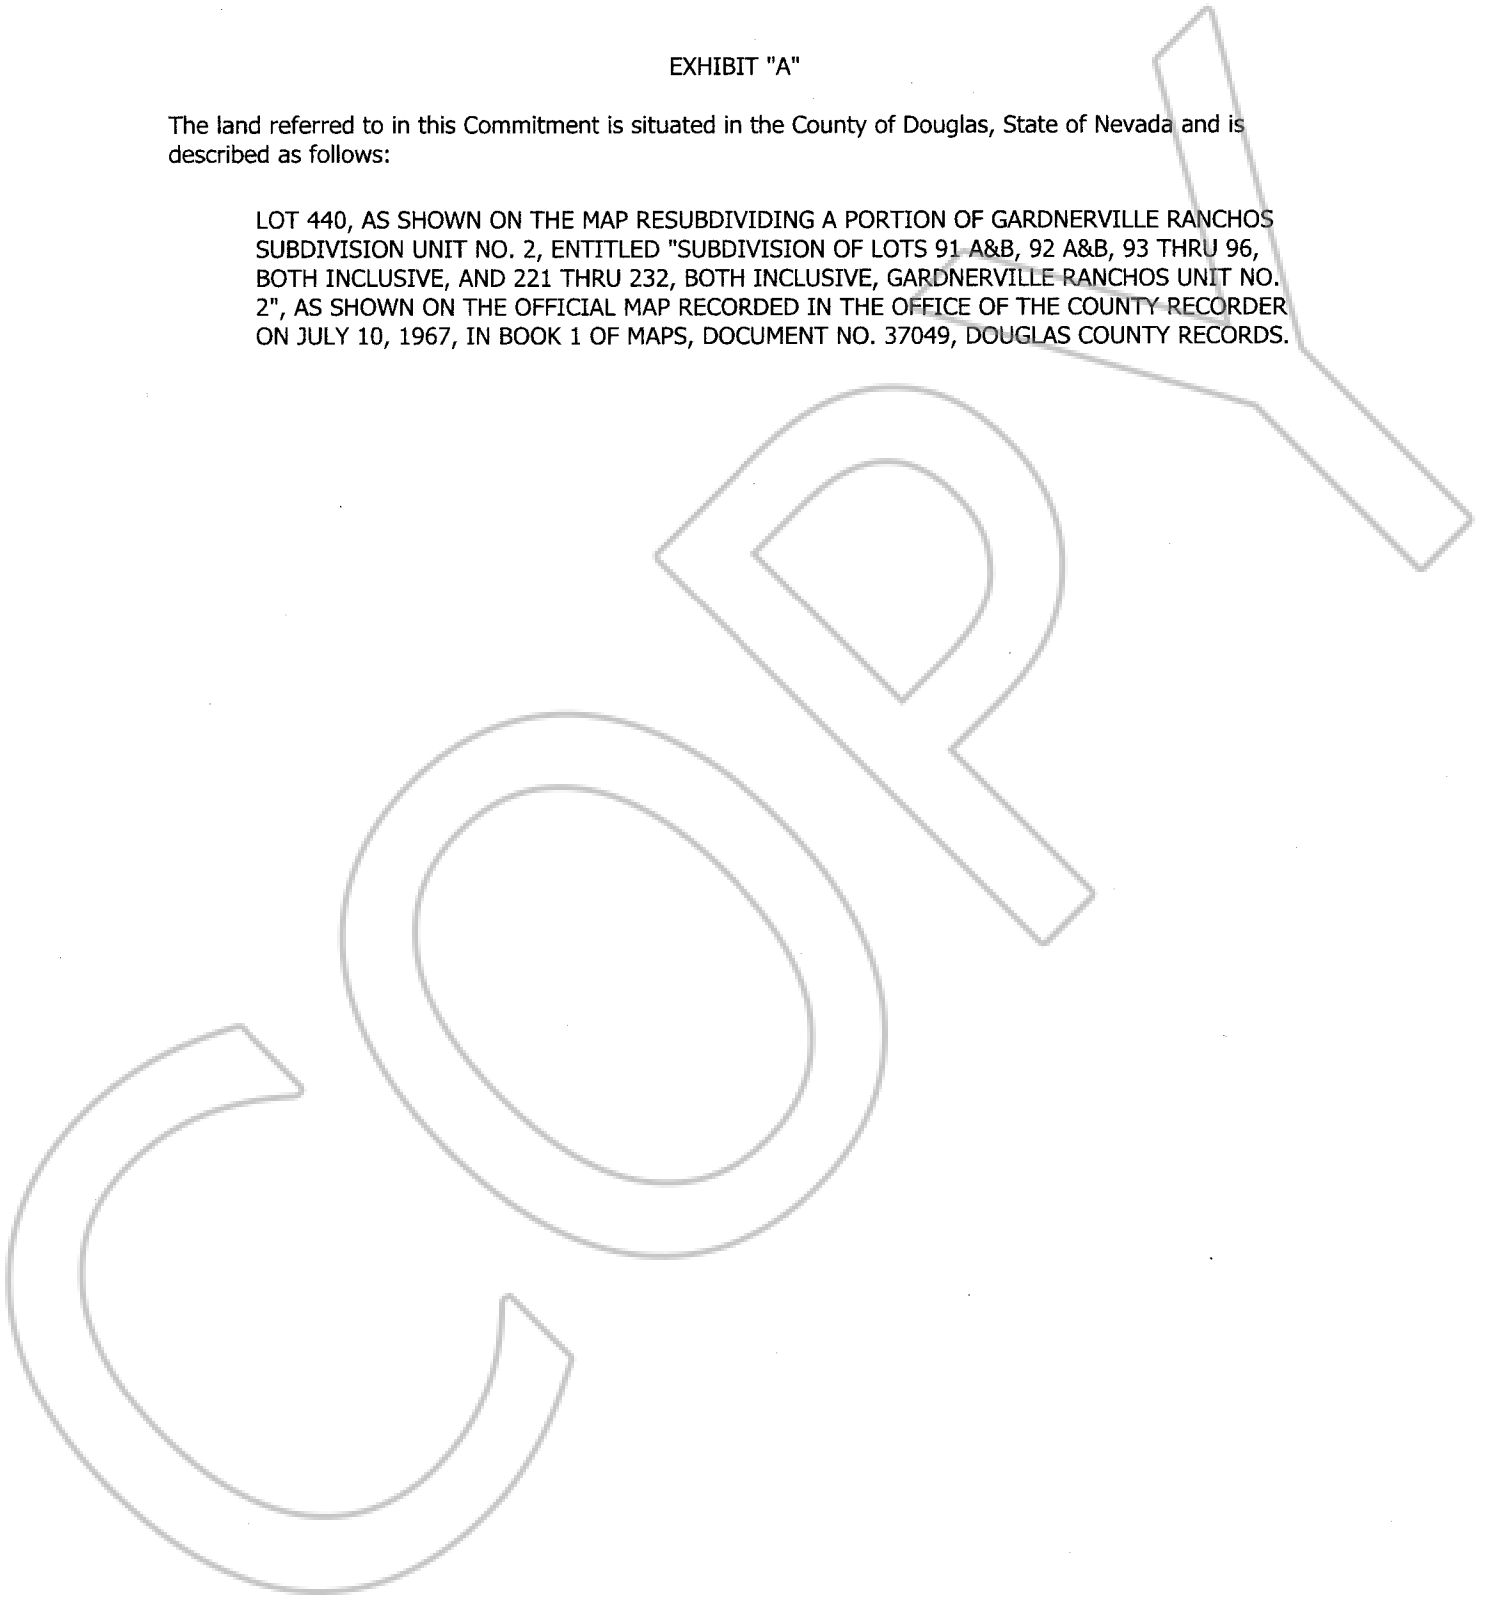 EXHIBIT "A"
The land referred to in this Commitment is situated in the County of Douglas, State of Nevada and is
described as follows:
LOT 440, AS SHOWN ON THE MAP RESUBDIVIDING A PORTION OF GARDNERVILLE RANCHOS
SUBDIVISION UNIT NO. 2, ENTITLED "SUBDIVISION OF LOTS 91 A&B, 92 A&B, 93 THRU 96,
BOTH INCLUSIVE, AND 221 THRU 232, BOTH INCLUSIVE, GARDNERVILLE RANCHOS UNIT NO.
2", AS SHOWN ON THE OFFICIAL MAP RECORDED IN THE OFFICE OF THE COUNTY RECORDER
ON JULY 10, 1967, IN BOOK 1 OF MAPS, DOCUMENT NO. 37049, DOUGLAS COUNTY RECORDS.
COPY